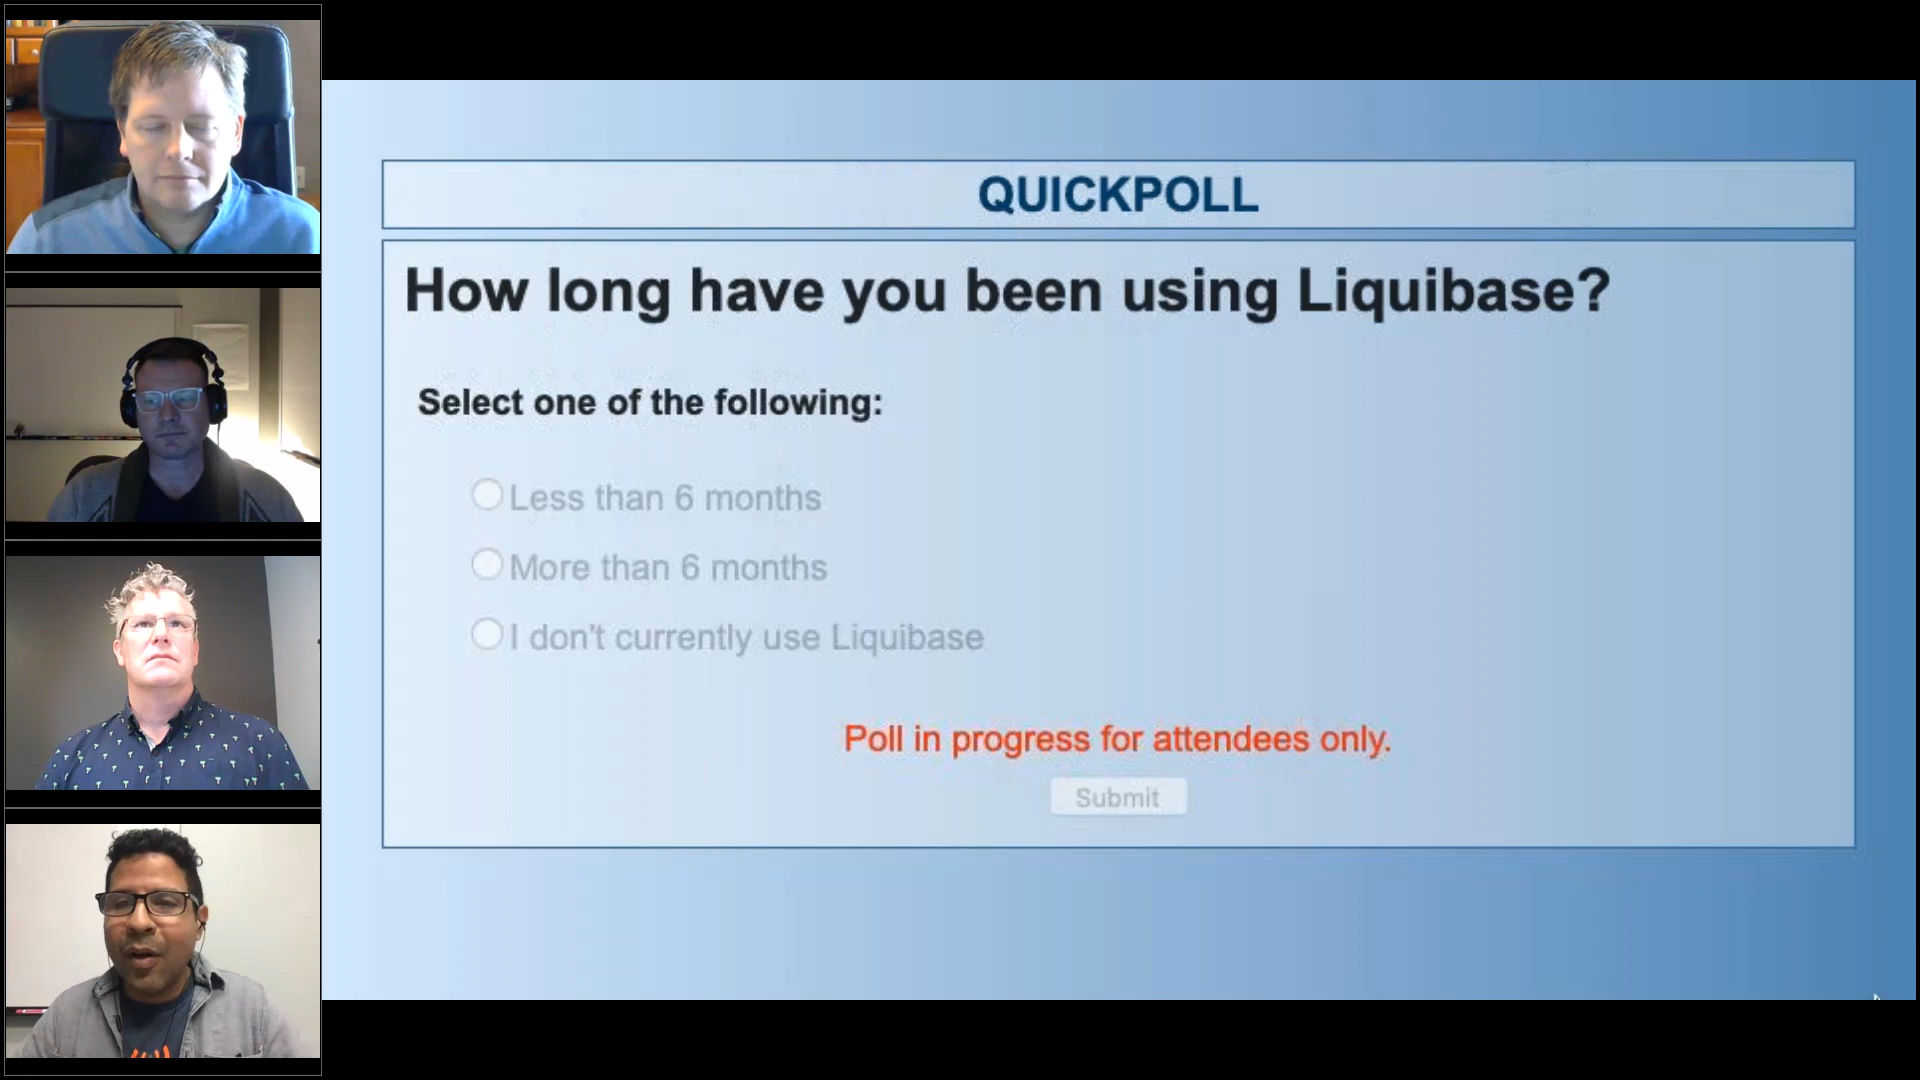 QUICKPOLL
How long have you been using Liquibase?
Select one of the following:
Less than 6 months
More than 6 months
I don't currently use Liquibase
Poll in progress for attendees only.
Submit